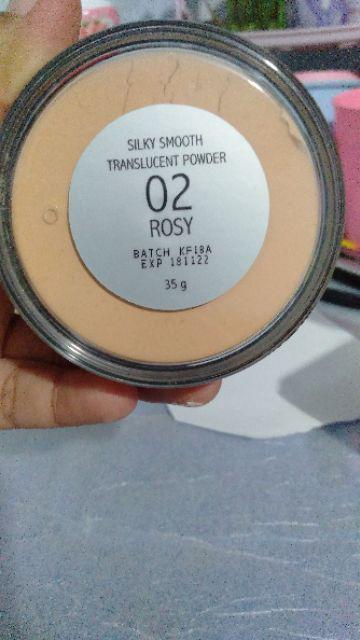 SILKY SMOOTH
TRANSLUCENT POWDER
02
ROSY
BATCH KF18A
EXP 181122
35 g